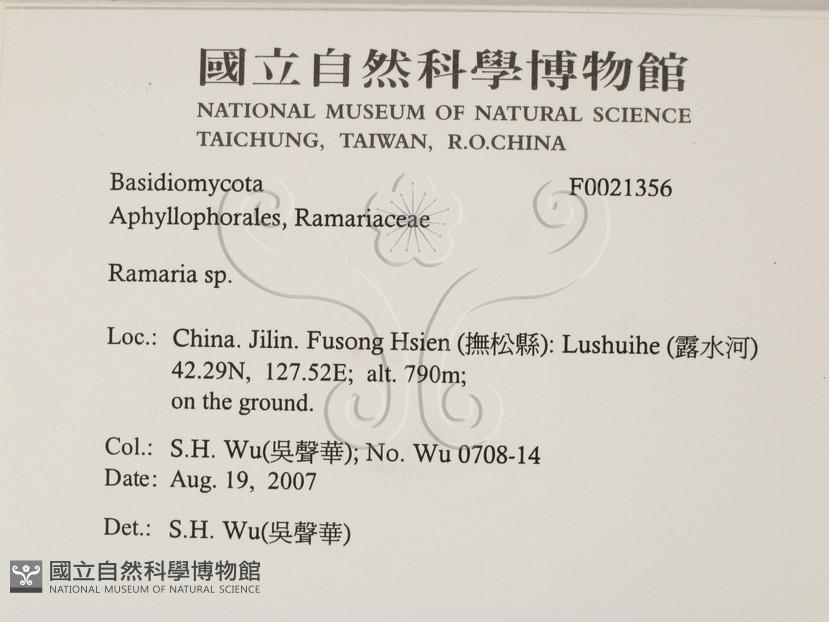 國立自然科學博物館
NATIONAL MUSEUM OF NATURAL SCIENCE
TAICHUNG, TAIWAN, R.O.CHINA
Basidiomycota F0021356
Aphyllophorales, Ramariaceae
Ramaria sp.
Loc.: China. Jilin. Fusong Hsien (撫松縣): Lushuihe (露水河)
42.29N, 127.52E; alt. 790m;
on the ground.
Col.: S.H. Wu(吳聲華); No. Wu 0708-14
Date: Aug. 19, 2007
Det.: S.H. Wu(吳聲華)
國立自然科學博物館
NATIONAL MUSEUM OF NATURAL SCIENCE